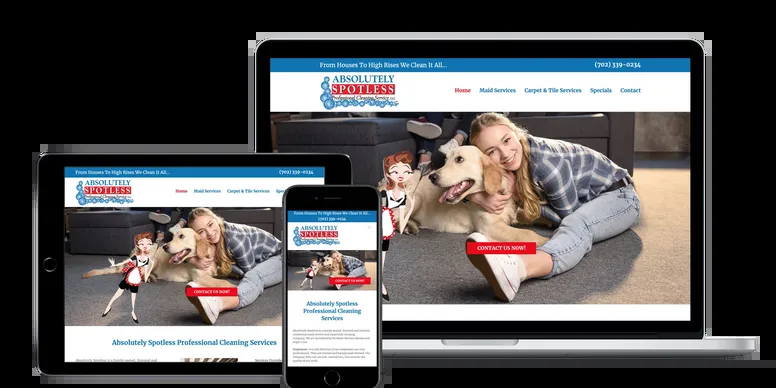 From Houses To High Rises We Clean It All...
(702) 339-0234
ABSOLUTELY
SPOTLESS
Professional Cleaning Service LLC
Home Maid Services Carpet & Tile Services Specials Contact
CONTACT US NOW!
From Houses To High Rises We Clean It All...
(702) 339-0234
ABSOLUTELY
SPOTLESS
Professional Cleaning Service
Home Maid Services Carpet & Tile Services
CONTACT US NOW!
Absolutely Spotless Professional Cleaning Services
From Houses To High Rises We Clean It All...
(702) 339-0234
ABSOLUTELY
SPOTLESS
CONTACT US NOW!
Absolutely Spotless
Professional Cleaning
Services